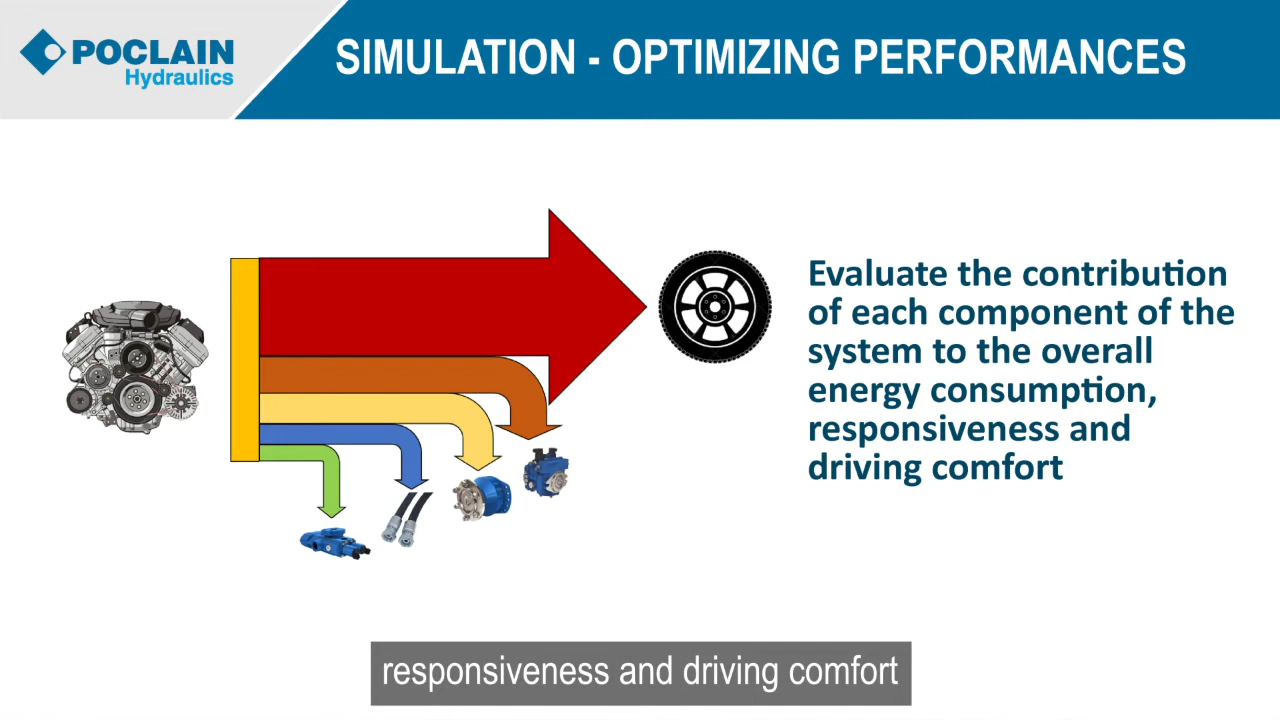 POCLAIN
Hydraulics
SIMULATION - OPTIMIZING PERFORMANCES
Evaluate the contribution
of each component of the
system to the overall
energy consumption,
responsiveness and
driving comfort
responsiveness and driving comfort